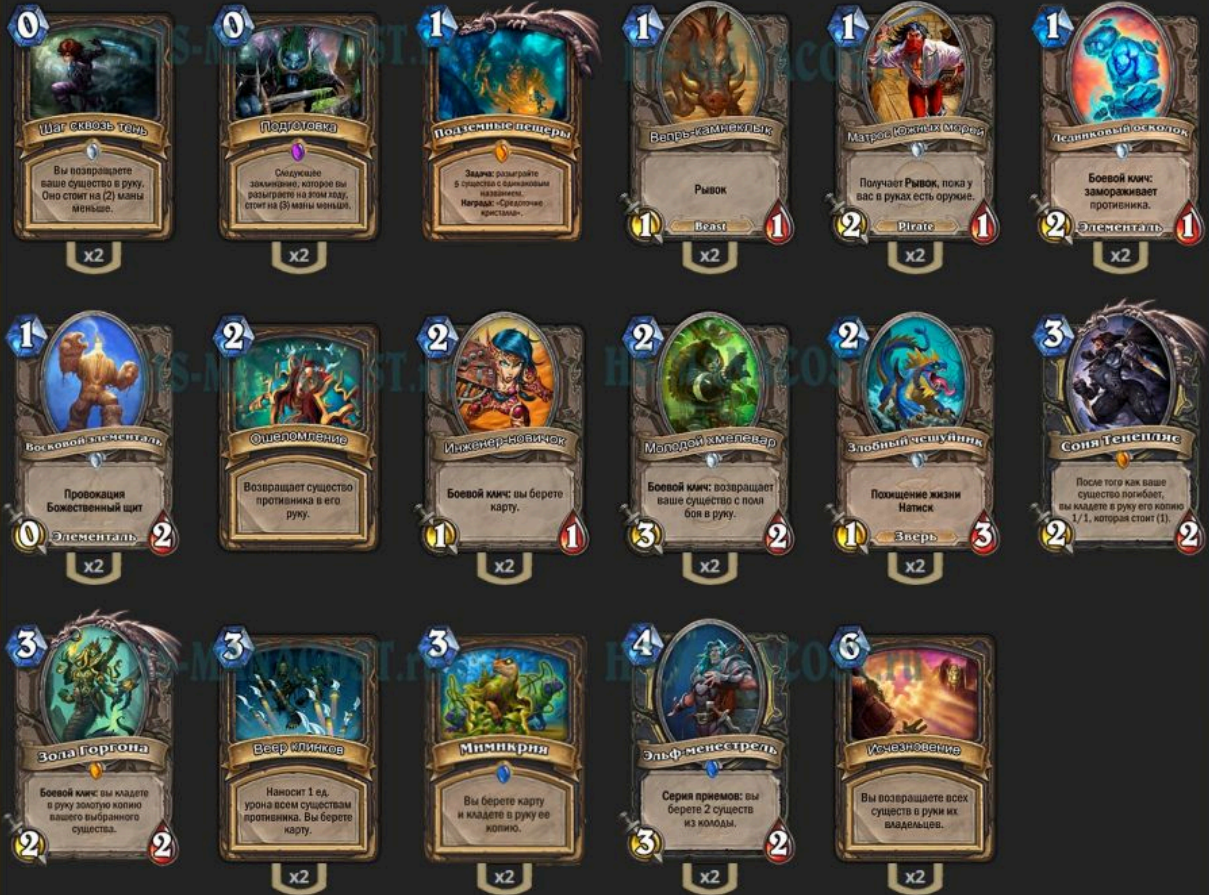 0
Шаг сквозь тень
Вы возвращаете
ваше существо в руку.
Оно стоит на (2) маны
меньше.
x2
0
Подготовка
Следующее
заклинание, которое вы
разыграете на этом ходу,
стоит на (3) маны меньше.
x2
1
Подземные пещеры
Задача: разыграйте
5 существ с одинаковым
названием.
Награда: «Средоточие
кристалла».
1
Вепрь-камнеклык
Рывок
1
Beast
1
x2
1
Матрос Южных морей
Получает Рывок, пока у
вас в руках есть оружие.
2
Pirate
1
x2
1
Ледниковый осколок
Боевой клич:
замораживает
противника.
2
Элементаль
1
x2
1
Восковой элементаль
Провокация
Божественный щит
0
Элементаль
2
x2
2
Ошеломление
Возвращает существо
противника в его
руку.
2
Инженер-новичок
Боевой клич: вы берете
карту.
1
1
x2
2
Молодой хмелевар
Боевой клич: возвращает
ваше существо с поля
боя в руку.
3
2
x2
2
Злобный чешуйник
Похищение жизни
Натиск
1
Зверь
3
x2
3
Соня Тенепляс
После того как ваше
существо погибает,
вы кладете в руку его копию
1/1, которая стоит (1).
2
2
3
Зола Горгона
Боевой клич: вы кладете
в руку золотую копию
вашего выбранного
существа.
2
2
3
Веер клинков
Наносит 1 ед.
урона всем существам
противника. Вы берете
карту.
x2
3
Мимикрия
Вы берете карту
и кладете в руку ее
копию.
x2
4
Эльф-менестрель
Серия приемов: вы
берете 2 существ
из колоды.
3
2
x2
6
Исчезновение
Вы возвращаете всех
существ в руки их
владельцев.
x2
HS-MANACOST.ru